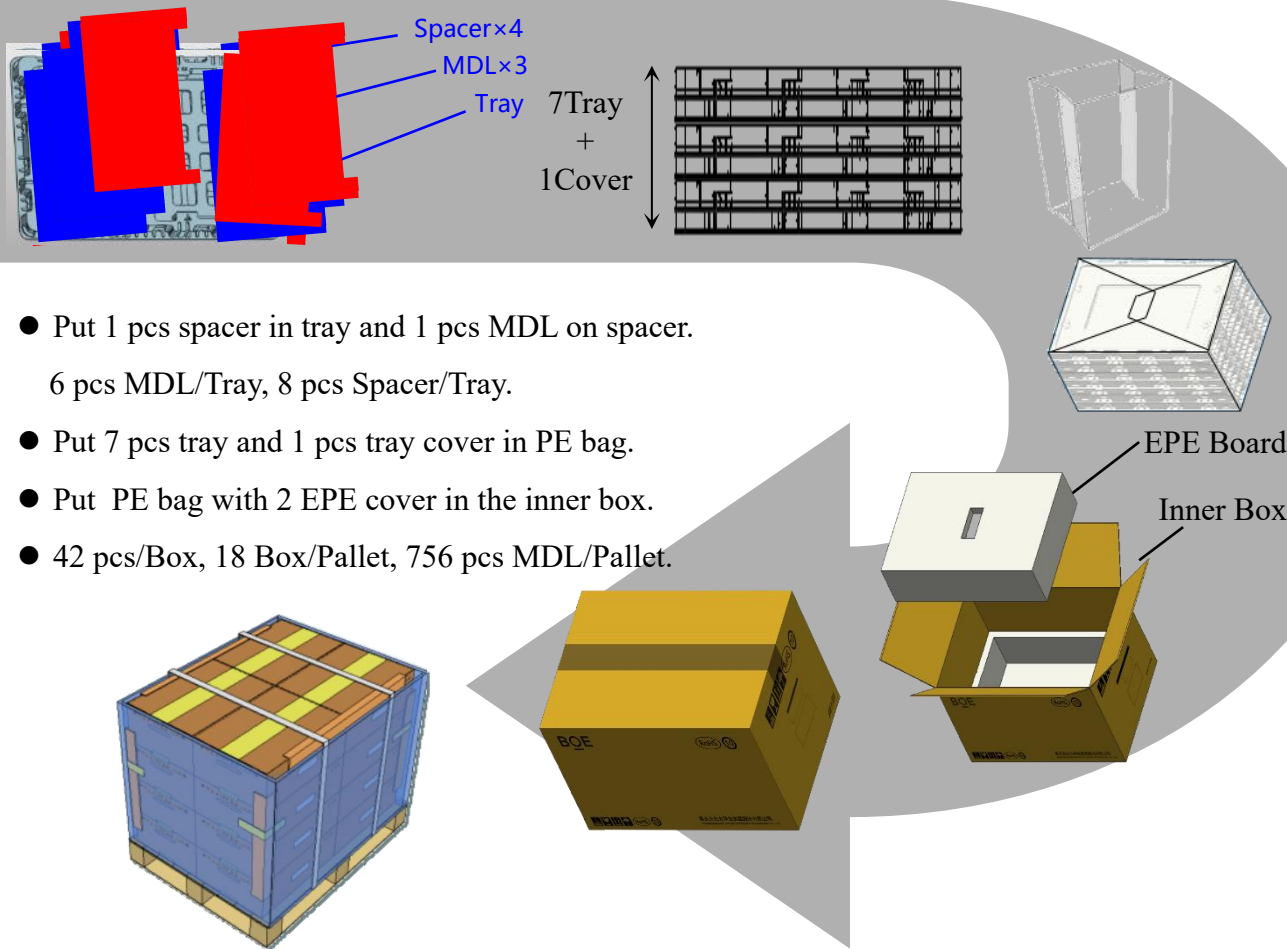 Spacer×4
MDL×3
Tray
7Tray
+
1Cover
● Put 1 pcs spacer in tray and 1 pcs MDL on spacer.
6 pcs MDL/Tray, 8 pcs Spacer/Tray.
● Put 7 pcs tray and 1 pcs tray cover in PE bag.
● Put PE bag with 2 EPE cover in the inner box.
● 42 pcs/Box, 18 Box/Pallet, 756 pcs MDL/Pallet.
EPE Board
Inner Box
BOE
RoHS
BOE
RoHS